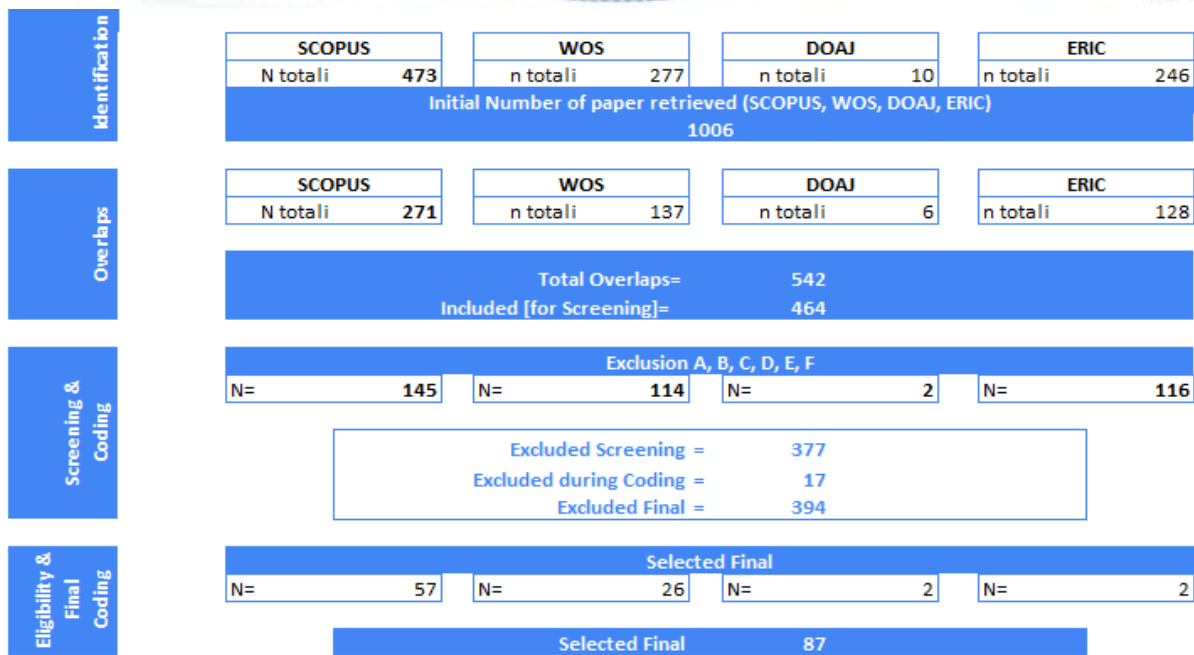 Identification
SCOPUS WOS DOAJ ERIC
N totali 473 n totali 277 n totali 10 n totali 246
Initial Number of paper retrieved (SCOPUS, WOS, DOAJ, ERIC)
1006
Overlaps
SCOPUS WOS DOAJ ERIC
N totali 271 n totali 137 n totali 6 n totali 128
Total Overlaps= 542
Included [for Screening]= 464
Screening &
Coding
Exclusion A, B, C, D, E, F
N= 145 N= 114 N= 2 N= 116
Excluded Screening = 377
Excluded during Coding = 17
Excluded Final = 394
Eligibility &
Final
Coding
Selected Final
N= 57 N= 26 N= 2 N= 2
Selected Final 87